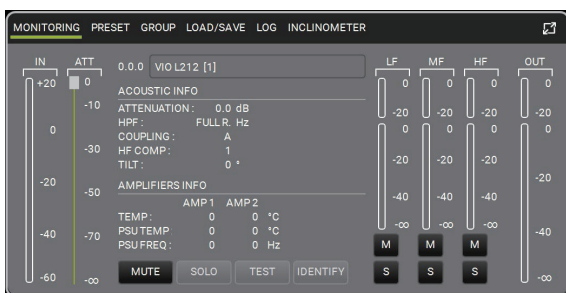 MONITORING PRESET GROUP LOAD/SAVE LOG INCLINOMETER
IN ATT
+20 0
-10
0
-30
-20
-50
-40
-70
-60 -∞
0.0.0 VIO L212 [1]
ACOUSTIC INFO
ATTENUATION : 0.0 dB
HPF : FULL R. Hz
COUPLING : A
HF COMP : 1
TILT : 0 °
AMPLIFIERS INFO
AMP 1 AMP 2
TEMP : 0 0 °C
PSU TEMP 0 0 °C
PSU FREQ : 0 0 Hz
MUTE SOLO TEST IDENTIFY
LF MF HF OUT
0 0 0 0
-20 -20 -20
0 0 0 0
-20 -20 -20
-20
-40 -40 -40
-∞ -∞ -∞ -40
M M M
S S S -∞